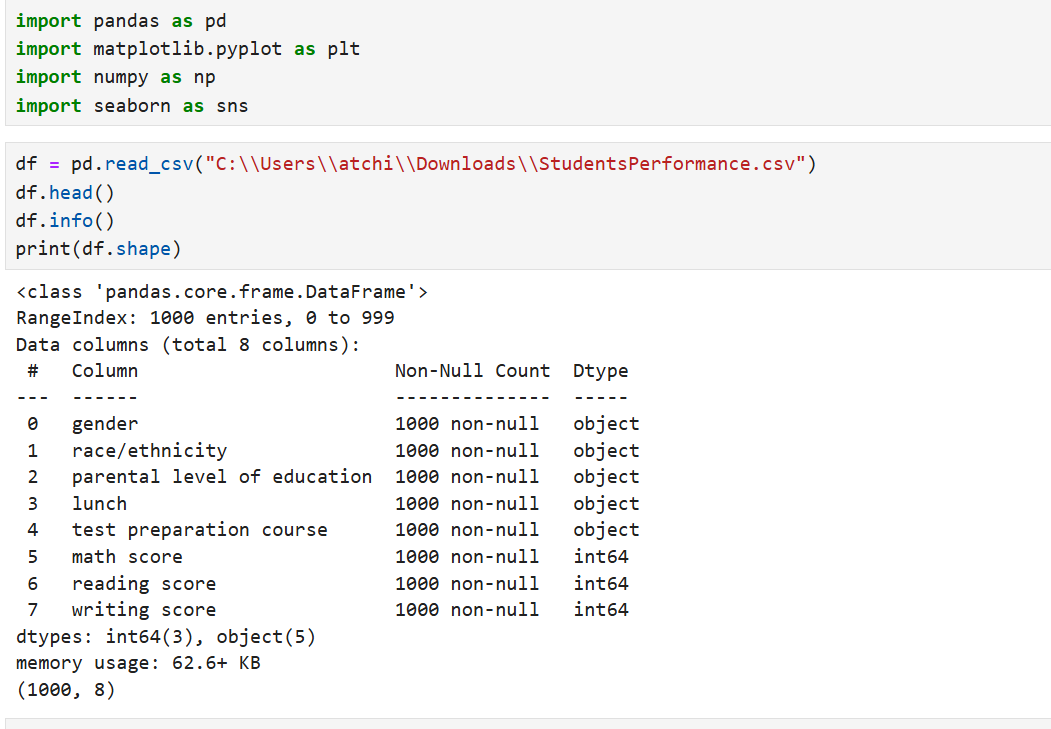 import pandas as pd
import matplotlib.pyplot as plt
import numpy as np
import seaborn as sns
df = pd.read_csv("C:\\Users\\atchi\\Downloads\\StudentsPerformance.csv")
df.head()
df.info()
print(df.shape)
<class 'pandas.core.frame.DataFrame'>
RangeIndex: 1000 entries, 0 to 999
Data columns (total 8 columns):
 #   Column                       Non-Null Count  Dtype
---  ------                       --------------  -----
 0   gender                       1000 non-null   object
 1   race/ethnicity               1000 non-null   object
 2   parental level of education  1000 non-null   object
 3   lunch                        1000 non-null   object
 4   test preparation course      1000 non-null   object
 5   math score                   1000 non-null   int64
 6   reading score                1000 non-null   int64
 7   writing score                1000 non-null   int64
dtypes: int64(3), object(5)
memory usage: 62.6+ KB
(1000, 8)